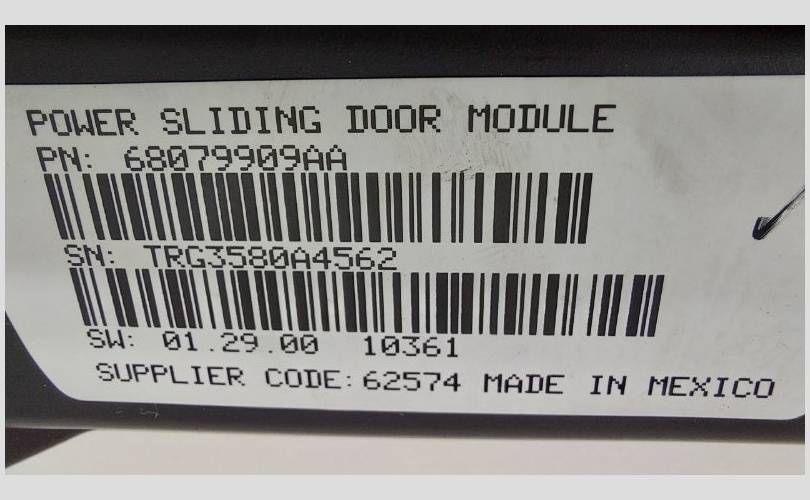 POWER SLIDING DOOR MODULE
PN: 68079909AA
SN: TRG3580A4562
SW: 01.29.00 10361
SUPPLIER CODE: 62574 MADE IN MEXICO